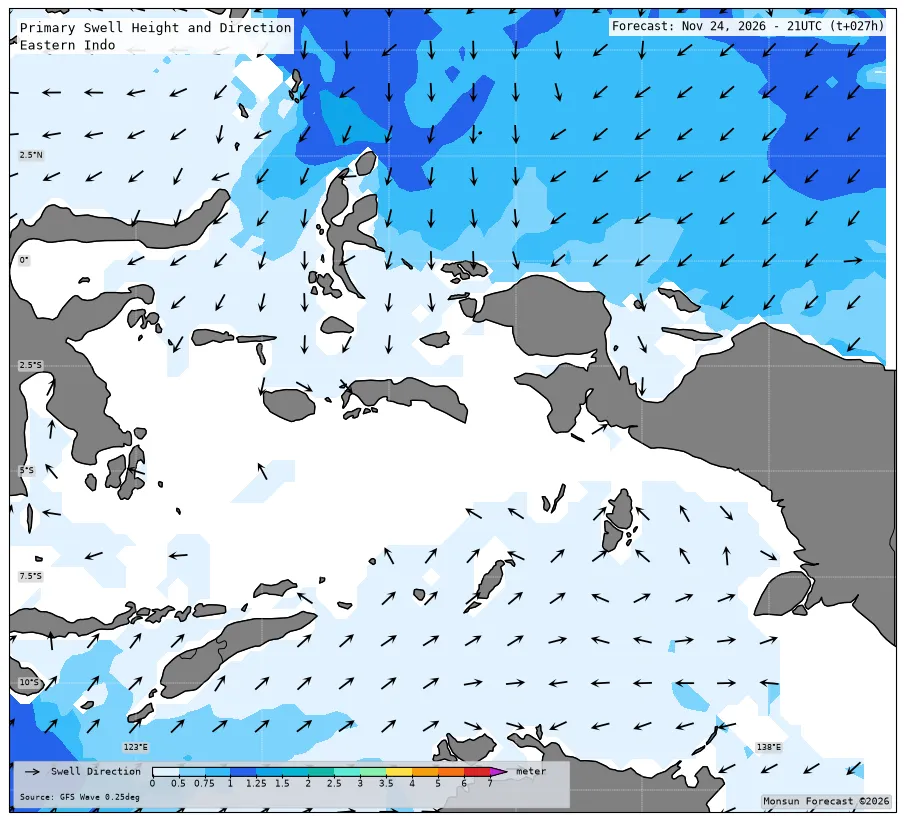 Primary Swell Height and Direction
Eastern Indo
Forecast: Nov 24, 2026 - 21UTC (t+027h)
2.5°N
0°
2.5°S
5°S
7.5°S
10°S
123°E
138°E
Swell Direction
meter
0 0.5 0.75 1 1.25 1.5 2 2.5 3 3.5 4 5 6 7
Source: GFS Wave 0.25deg
Monsun Forecast ©2026